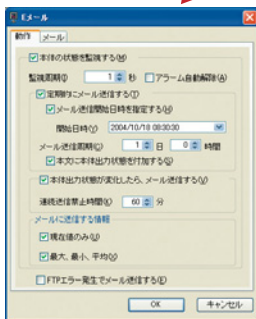 Eメール
動作 メール
本体の状態を監視する(M)
監視周期(I) 1 秒 アラーム自動解除(A)
定期的にメール送信する(T)
メール送信開始日時を指定する(H)
開始日時(Y) 2004/10/18 08:30:00
メール送信周期(C) 1 日 0 時間
本文に本体出力状態を付加する(S)
本体出力状態が変化したら、メール送信する(V)
連続送信禁止時間(K) 60 分
メールに送信する情報
現在値のみ(U)
最大、最小、平均(X)
FTPエラー発生でメール送信する(E)
OK キャンセル